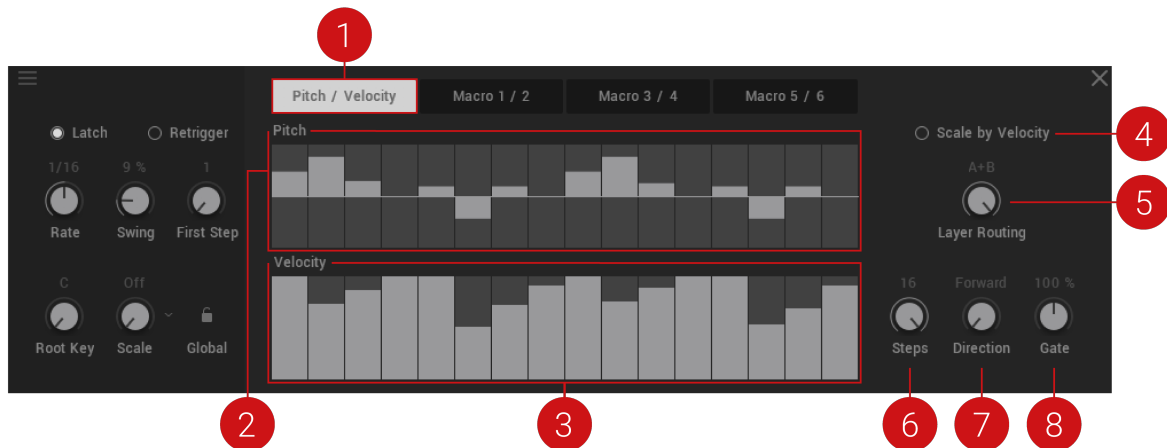 1
Pitch / Velocity
Macro 1 / 2
Macro 3 / 4
Macro 5 / 6
Latch
Retrigger
Pitch
Scale by Velocity
4
1/16
9 %
1
A+B
5
Rate
Swing
First Step
Layer Routing
Velocity
C
Off
16
Forward
100 %
Root Key
Scale
Global
Steps
Direction
Gate
2
3
6
7
8